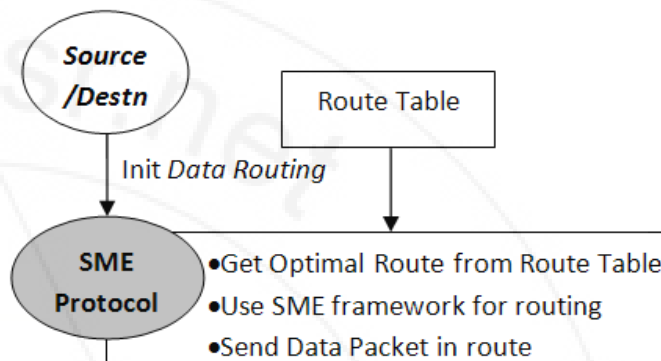 Source
/Destn
Route Table
Init Data Routing
SME
Protocol
•Get Optimal Route from Route Table
•Use SME framework for routing
•Send Data Packet in route